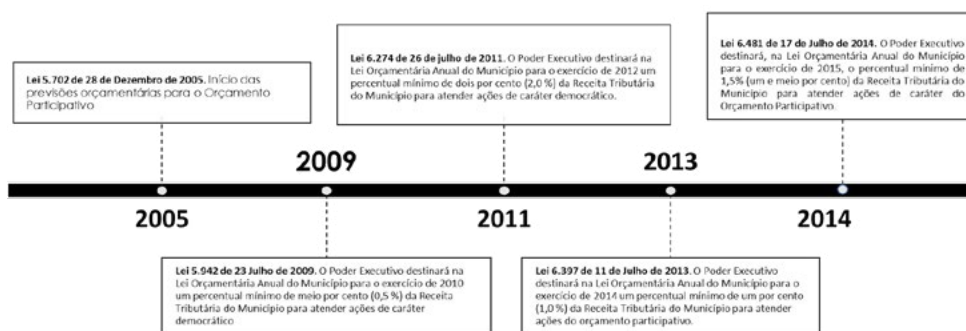 Lei 5.702 de 28 de Dezembro de 2005. Início das
previsões orçamentárias para o Orçamento
Participativo
Lei 6.274 de 26 de julho de 2011. O Poder Executivo destinará
na Lei Orçamentária Anual do Município para o exercício de 2012 um
percentual mínimo de dois por cento (2,0 %) da Receita Tributária
do Município para atender ações de caráter democrático.
Lei 6.481 de 17 de Julho de 2014. O Poder Executivo
destinará, na Lei Orçamentária Anual do Município
para o exercício de 2015, o percentual mínimo de
1,5% (um e meio por cento) da Receita Tributária do
Município para atender ações de caráter do
Orçamento Participativo.
2009
2013
2005
2011
2014
Lei 5.942 de 23 Julho de 2009. O Poder Executivo destinará na
Lei Orçamentária Anual do Município para o exercício de 2010
um percentual mínimo de meio por cento (0,5 %) da Receita
Tributária do Município para atender ações de caráter
democrático
Lei 6.397 de 11 de Julho de 2013. O Poder Executivo
destinará na Lei Orçamentária Anual do Município para o
exercício de 2014 um percentual mínimo de um por cento
(1,0 %) da Receita Tributária do Município para atender
ações do orçamento participativo.